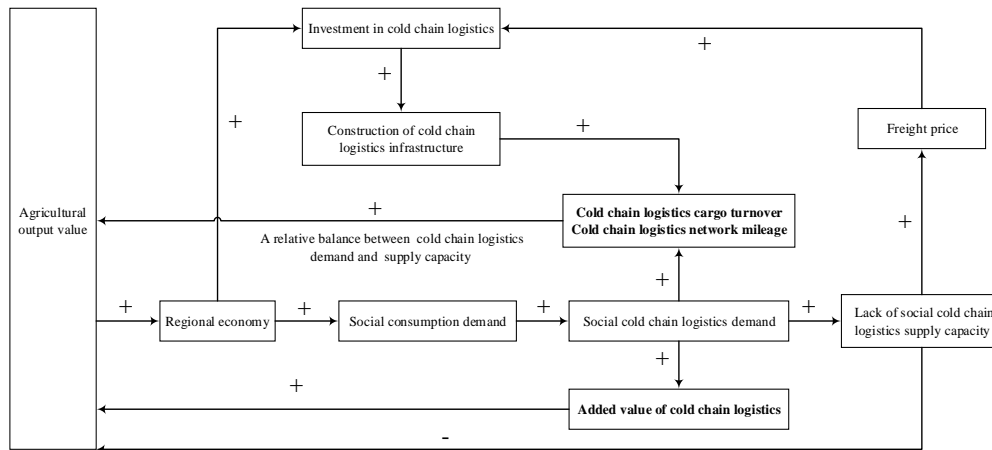 Investment in cold chain logistics
+
+
+
Construction of cold chain
logistics infrastructure
+
Freight price
Agricultural
output value
+
Cold chain logistics cargo turnover
Cold chain logistics network mileage
+
A relative balance between cold chain logistics
demand and supply capacity
+
+
Regional economy
+
Social consumption demand
+
Social cold chain logistics demand
+
Lack of social cold chain
logistics supply capacity
+
+
Added value of cold chain logistics
-